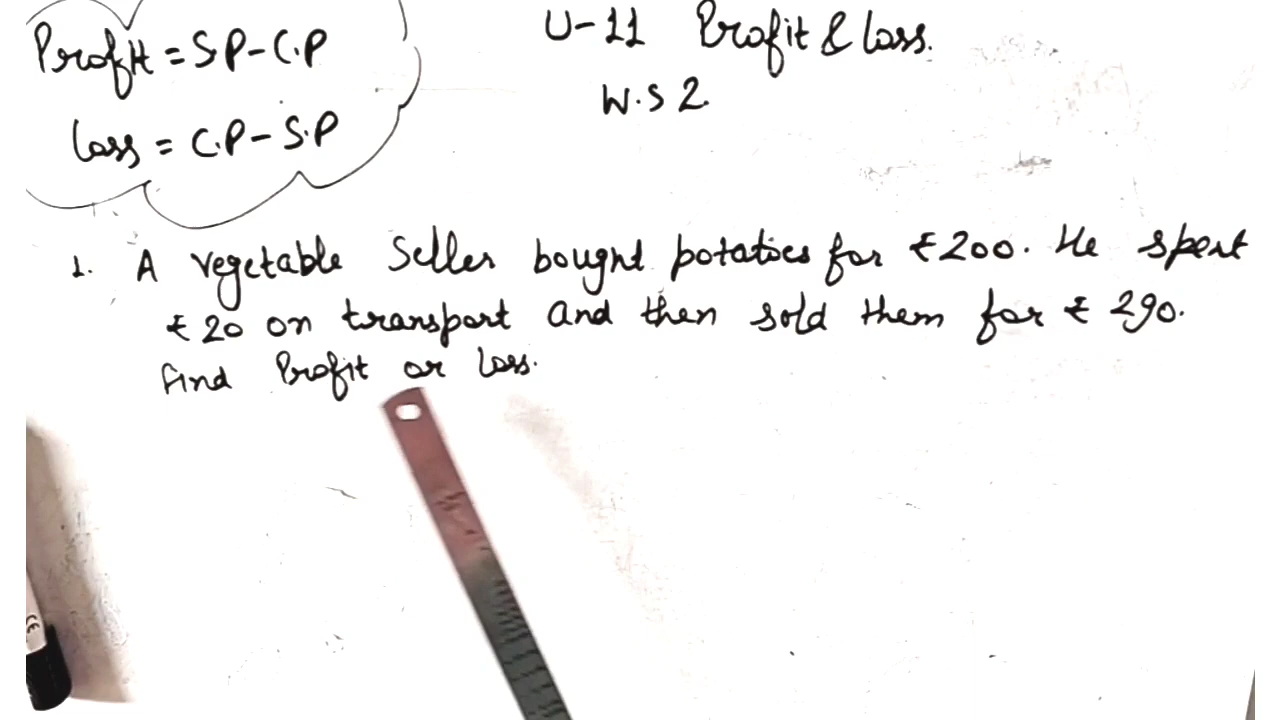 Profit = S.P - C.P
Loss = C.P - S.P
U-11 Profit & Loss.
W.S 2.
1. A vegetable Seller bought potatoes for ₹200. He spent
₹20 on transport and then sold them for ₹ 290.
Find Profit or Loss.